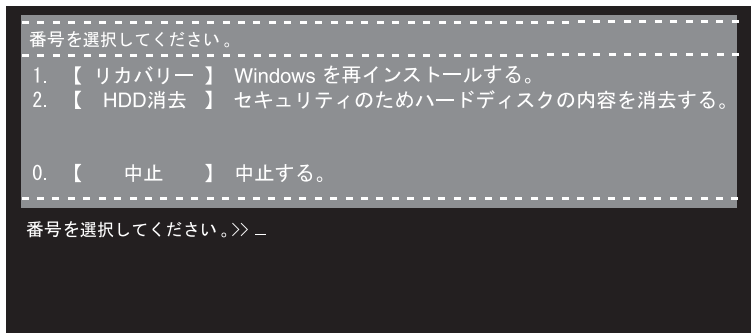 番号を選択してください。
1. 【 リカバリー 】 Windows を再インストールする。
2. 【 HDD消去 】 セキュリティのためハードディスクの内容を消去する。
0. 【 中止 】 中止する。
番号を選択してください。>> _